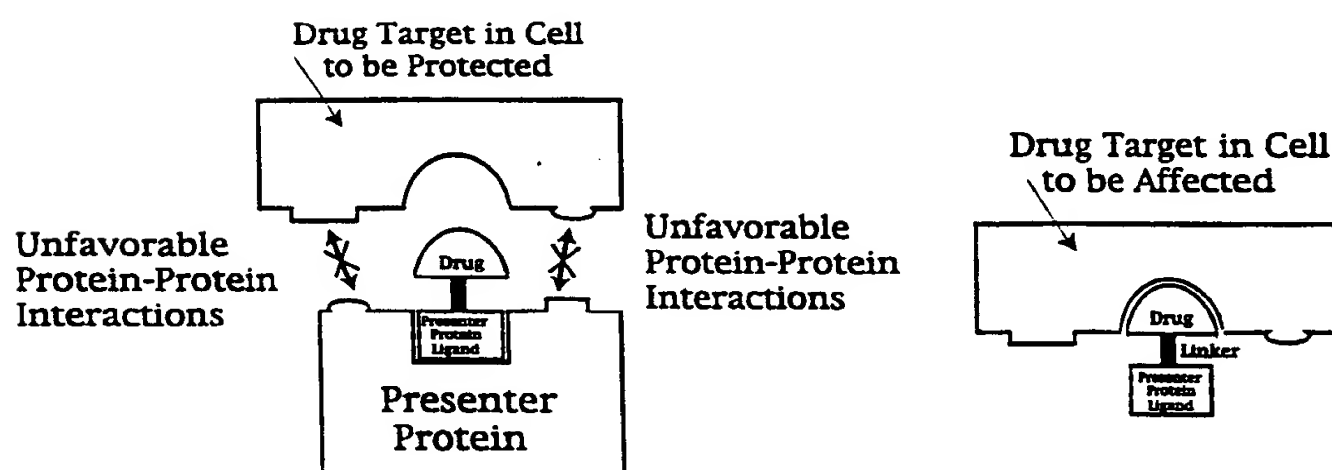 Drug Target in Cell
to be Protected
Unfavorable
Protein-Protein
Interactions
Drug
Unfavorable
Protein-Protein
Interactions
Presenter
Protein
Ligand
Presenter
Protein
Drug Target in Cell
to be Affected
Drug
Linker
Presenter
Protein
Ligand